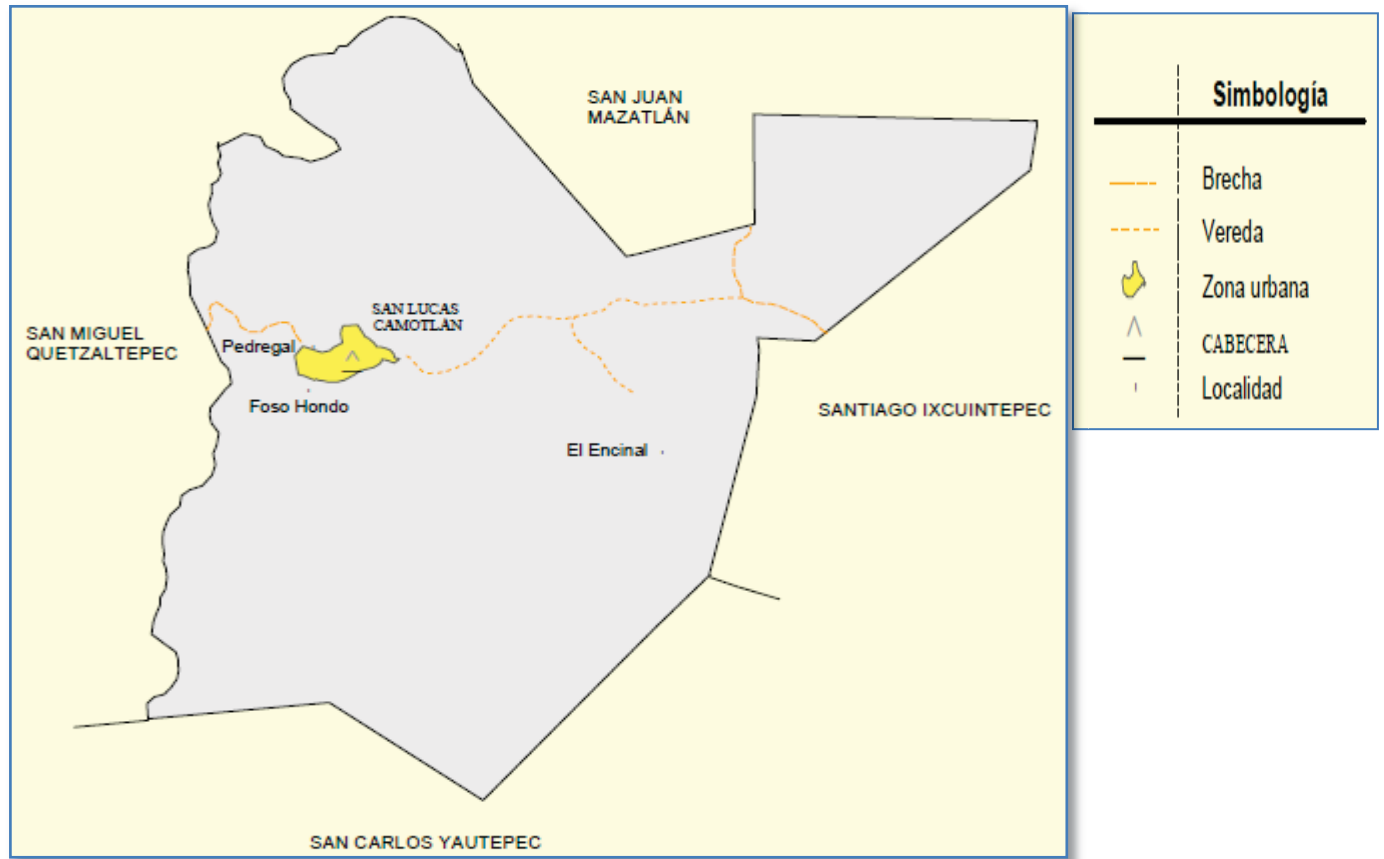 SAN JUAN
MAZATLÁN
SAN LUCAS
CAMOTLÁN
SAN MIGUEL
QUETZALTEPEC
Pedregal
Foso Hondo
SANTIAGO IXCUINTEPEC
El Encinal
SAN CARLOS YAUTEPEC
Simbología
Brecha
Vereda
Zona urbana
CABECERA
Localidad